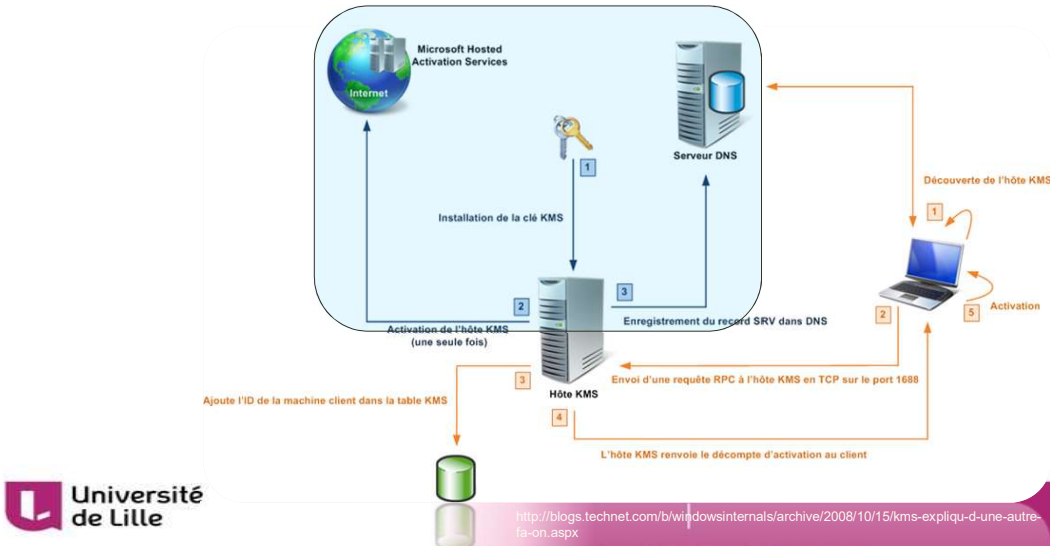 Microsoft Hosted
Activation Services
Internet
1
Serveur DNS
Installation de la clé KMS
Découverte de l'hôte KMS
1
2
3
Activation de l'hôte KMS
(une seule fois)
Enregistrement du record SRV dans DNS
2
5
Activation
3
Hôte KMS
Envoi d'une requête RPC à l'hôte KMS en TCP sur le port 1688
Ajoute l'ID de la machine client dans la table KMS
4
L'hôte KMS renvoie le décompte d'activation au client
Université
de Lille
http://blogs.technet.com/b/windowsinternals/archive/2008/10/15/kms-expliqu-d-une-autre-
fa-on.aspx